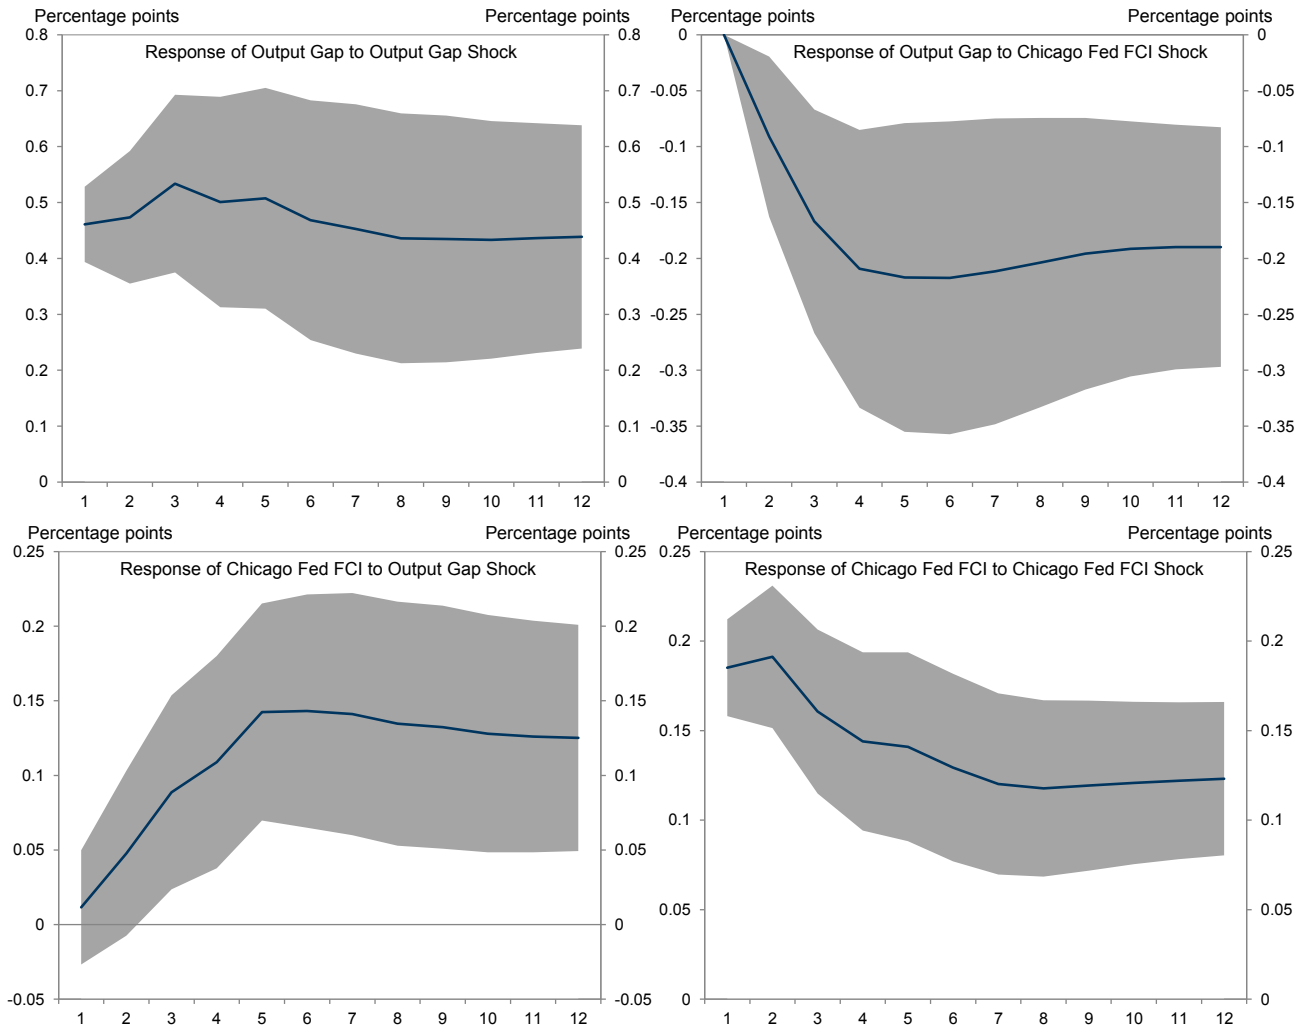 Percentage points Percentage points
Response of Output Gap to Output Gap Shock
0.8 0.8
0.7 0.7
0.6 0.6
0.5 0.5
0.4 0.4
0.3 0.3
0.2 0.2
0.1 0.1
0 0
1 2 3 4 5 6 7 8 9 10 11 12
Percentage points Percentage points
Response of Output Gap to Chicago Fed FCI Shock
0 0
-0.05 -0.05
-0.1 -0.1
-0.15 -0.15
-0.2 -0.2
-0.25 -0.25
-0.3 -0.3
-0.35 -0.35
-0.4 -0.4
1 2 3 4 5 6 7 8 9 10 11 12
Percentage points Percentage points
Response of Chicago Fed FCI to Output Gap Shock
0.25 0.25
0.2 0.2
0.15 0.15
0.1 0.1
0.05 0.05
0 0
-0.05 -0.05
1 2 3 4 5 6 7 8 9 10 11 12
Percentage points Percentage points
Response of Chicago Fed FCI to Chicago Fed FCI Shock
0.25 0.25
0.2 0.2
0.15 0.15
0.1 0.1
0.05 0.05
0 0
1 2 3 4 5 6 7 8 9 10 11 12